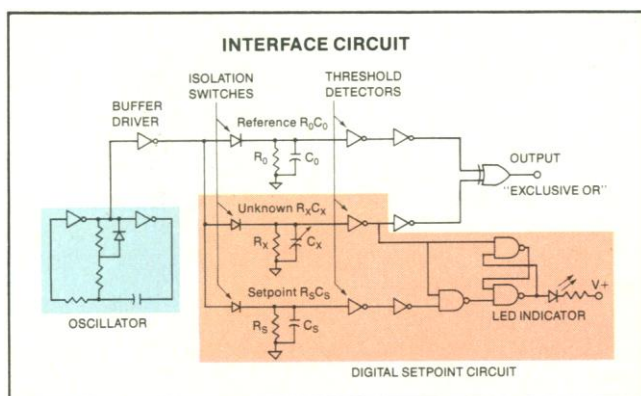 INTERFACE CIRCUIT
ISOLATION
SWITCHES
THRESHOLD
DETECTORS
BUFFER
DRIVER
Reference R₀C₀
R₀
C₀
OUTPUT
"EXCLUSIVE OR"
Unknown RₓCₓ
Rₓ
Cₓ
OSCILLATOR
Setpoint RₛCₛ
Rₛ
Cₛ
V+
LED INDICATOR
DIGITAL SETPOINT CIRCUIT